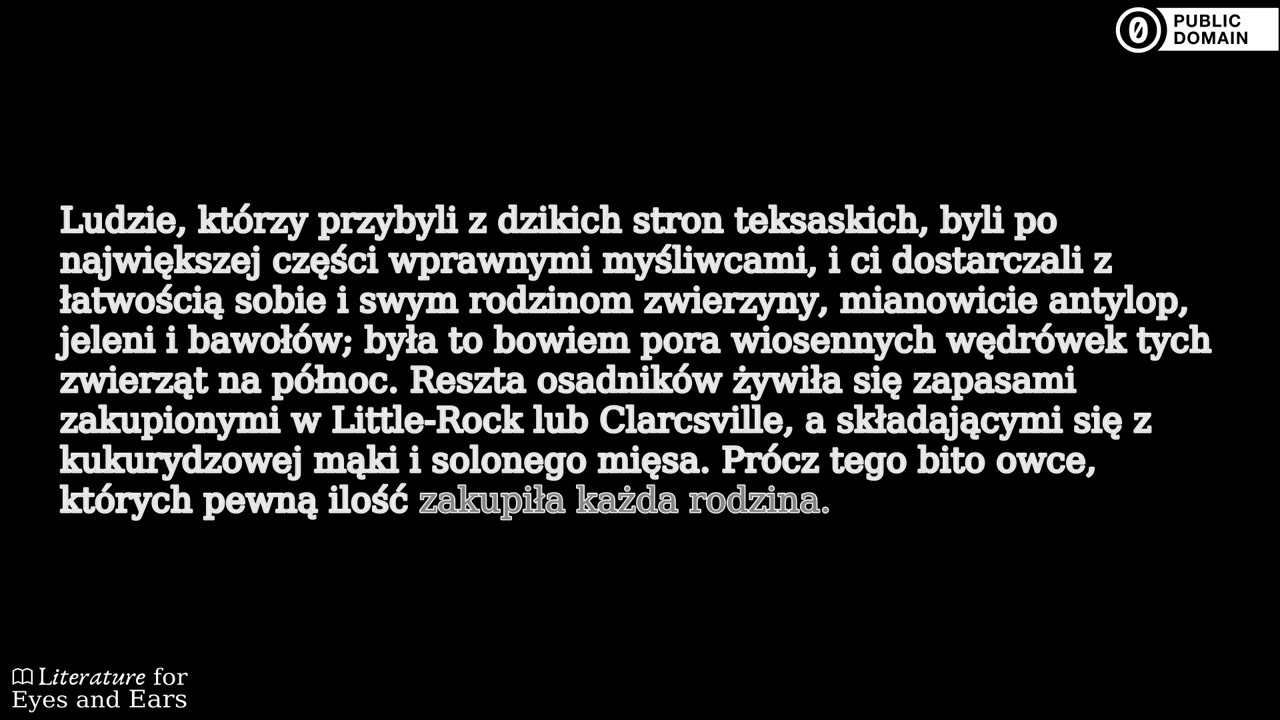 PUBLIC
DOMAIN
Ludzie, którzy przybyli z dzikich stron teksaskich, byli po
największej części wprawnymi myśliwcami, i ci dostarczali z
łatwością sobie i swym rodzinom zwierzyny, mianowicie antylop,
jeleni i bawołów; była to bowiem pora wiosennych wędrówek tych
zwierząt na północ. Reszta osadników żywiła się zapasami
zakupionymi w Little-Rock lub Clarcsville, a składającymi się z
kukurydzowej mąki i solonego mięsa. Prócz tego bito owce,
których pewną ilość zakupiła każda rodzina.
Literature for
Eyes and Ears